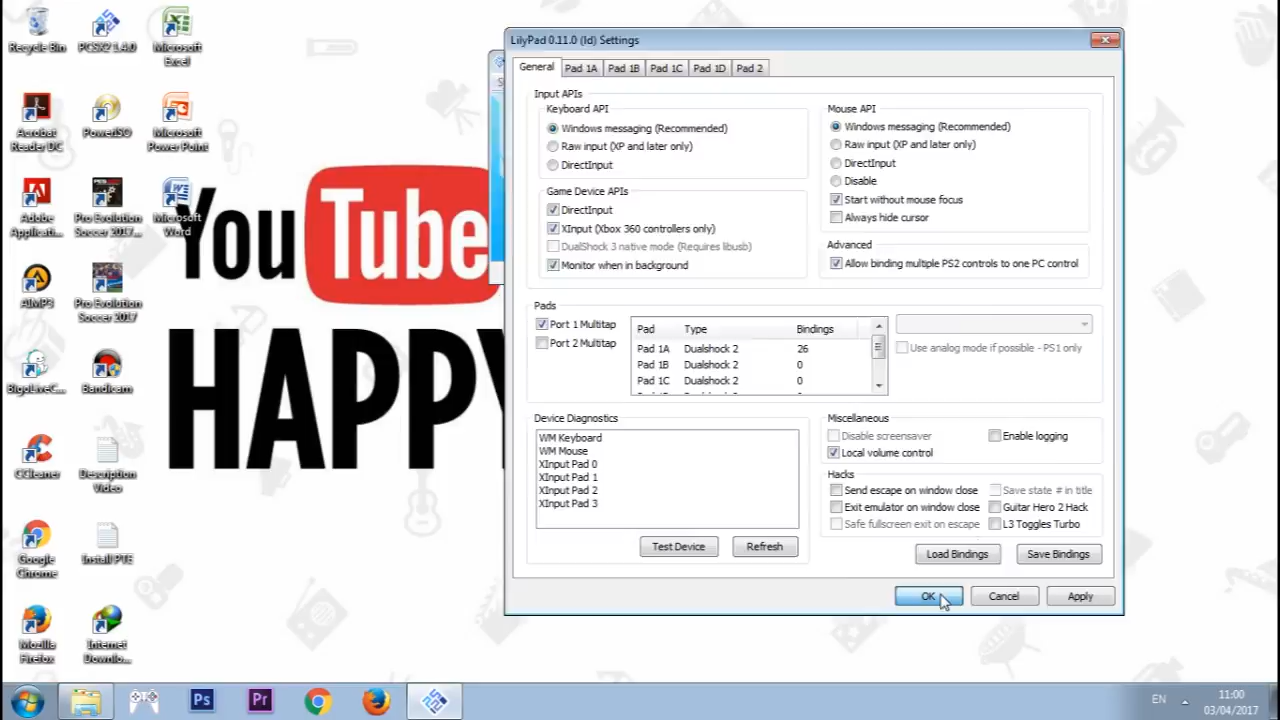 Recycle Bin
PCSX2 1.4.0
Microsoft
Excel
Acrobat
Reader DC
PowerISO
Microsoft
Power Point
Adobe
Applicati...
Pro Evolution
Soccer 2017...
Microsoft
Word
AIMP3
Pro Evolution
Soccer 2017
BigoLiveC...
Bandicam
CCleaner
Description
Video
Google
Chrome
Install PTE
Mozilla
Firefox
Internet
Downlo...
YouTube
HAPPY
LilyPad 0.11.0 (ld) Settings
General
Pad 1A
Pad 1B
Pad 1C
Pad 1D
Pad 2
Input APIs
Keyboard API
Windows messaging (Recommended)
Raw input (XP and later only)
DirectInput
Game Device APIs
DirectInput
XInput (Xbox 360 controllers only)
DualShock 3 native mode (Requires libusb)
Monitor when in background
Mouse API
Windows messaging (Recommended)
Raw input (XP and later only)
DirectInput
Disable
Start without mouse focus
Always hide cursor
Advanced
Allow binding multiple PS2 controls to one PC control
Pads
Port 1 Multitap
Port 2 Multitap
Pad Type Bindings
Pad 1A Dualshock 2 26
Pad 1B Dualshock 2 0
Pad 1C Dualshock 2 0
Use analog mode if possible - PS1 only
Device Diagnostics
WM Keyboard
WM Mouse
XInput Pad 0
XInput Pad 1
XInput Pad 2
XInput Pad 3
Test Device
Refresh
Miscellaneous
Disable screensaver
Enable logging
Local volume control
Hacks
Send escape on window close
Save state # in title
Exit emulator on window close
Guitar Hero 2 Hack
Safe fullscreen exit on escape
L3 Toggles Turbo
Load Bindings
Save Bindings
OK
Cancel
Apply
Ps
Pr
EN
11:00
03/04/2017